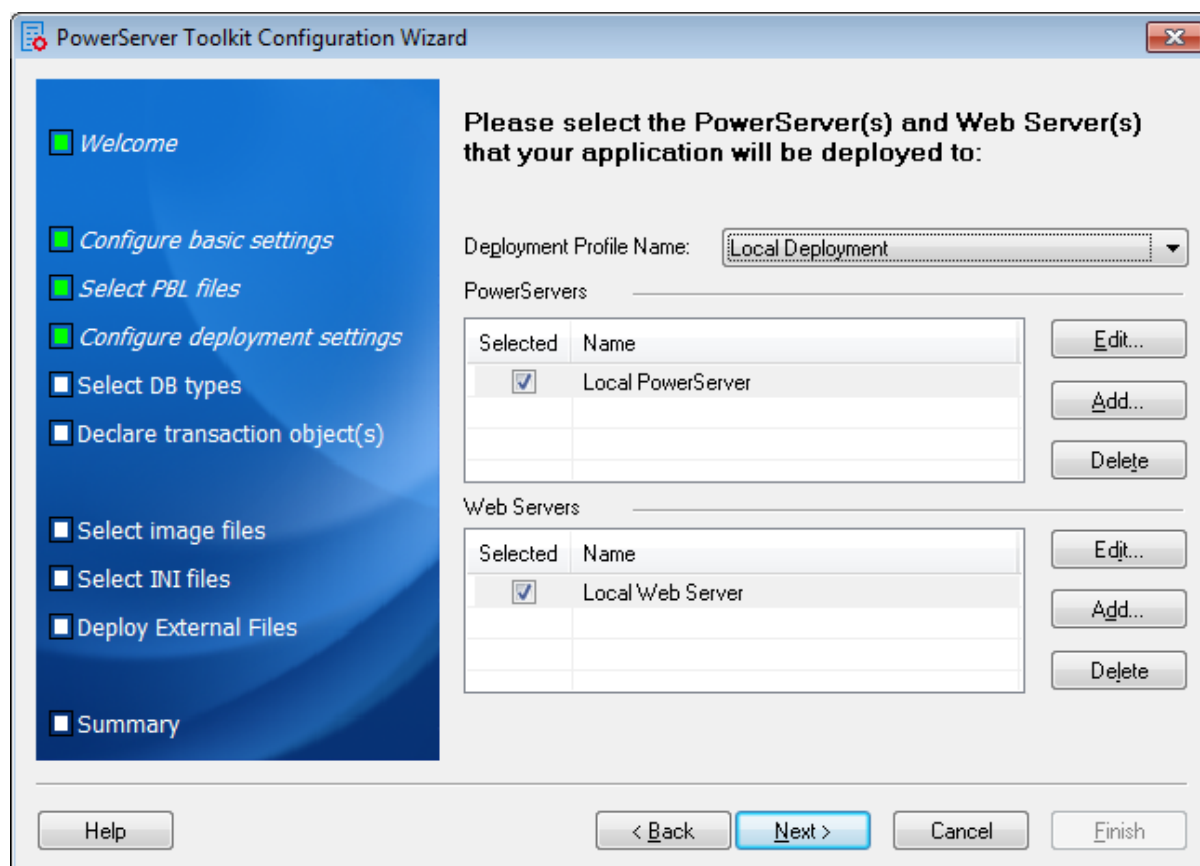 PowerServer Toolkit Configuration Wizard
Welcome
Configure basic settings
Select PBL files
Configure deployment settings
Select DB types
Declare transaction object(s)
Select image files
Select INI files
Deploy External Files
Summary
Please select the PowerServer(s) and Web Server(s)
that your application will be deployed to:
Deployment Profile Name: Local Deployment
PowerServers
Selected Name
Local PowerServer
Edit...
Add...
Delete
Web Servers
Selected Name
Local Web Server
Edit...
Add...
Delete
Help < Back Next > Cancel Finish